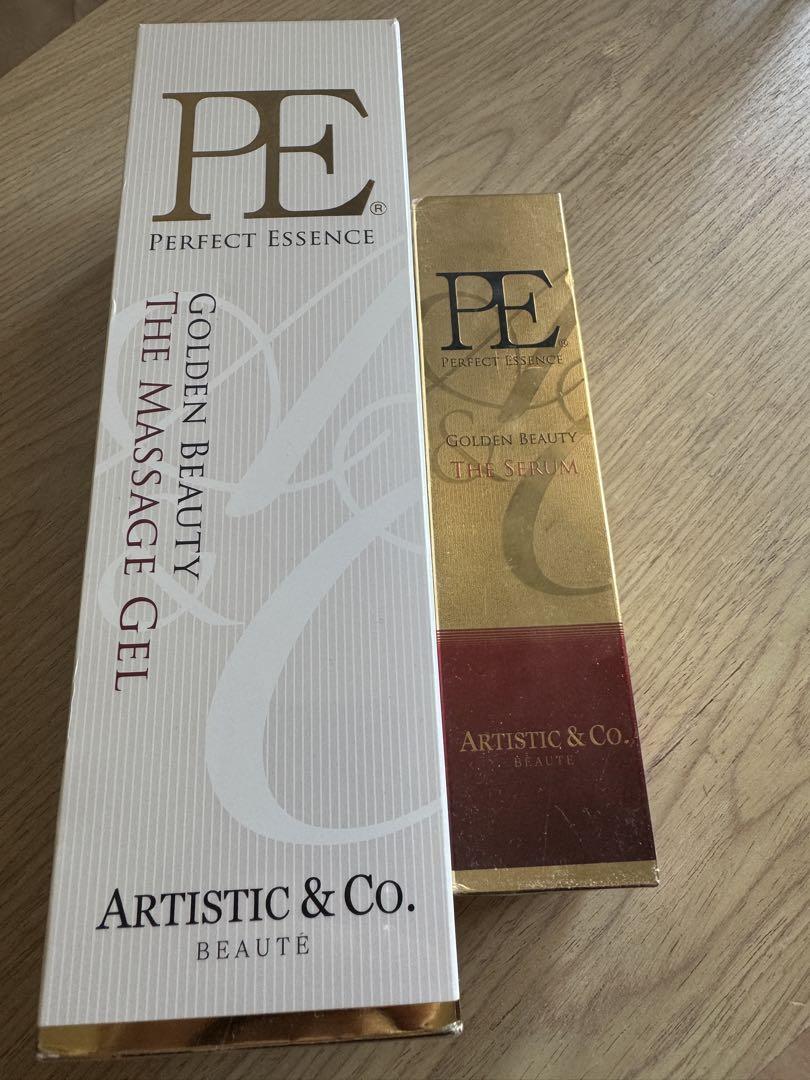 PE®
PERFECT ESSENCE
GOLDEN BEAUTY
THE MASSAGE GEL
ARTISTIC & CO.
BEAUTÉ
PE®
PERFECT ESSENCE
GOLDEN BEAUTY
THE SERUM
ARTISTIC & CO.
BEAUTÉ